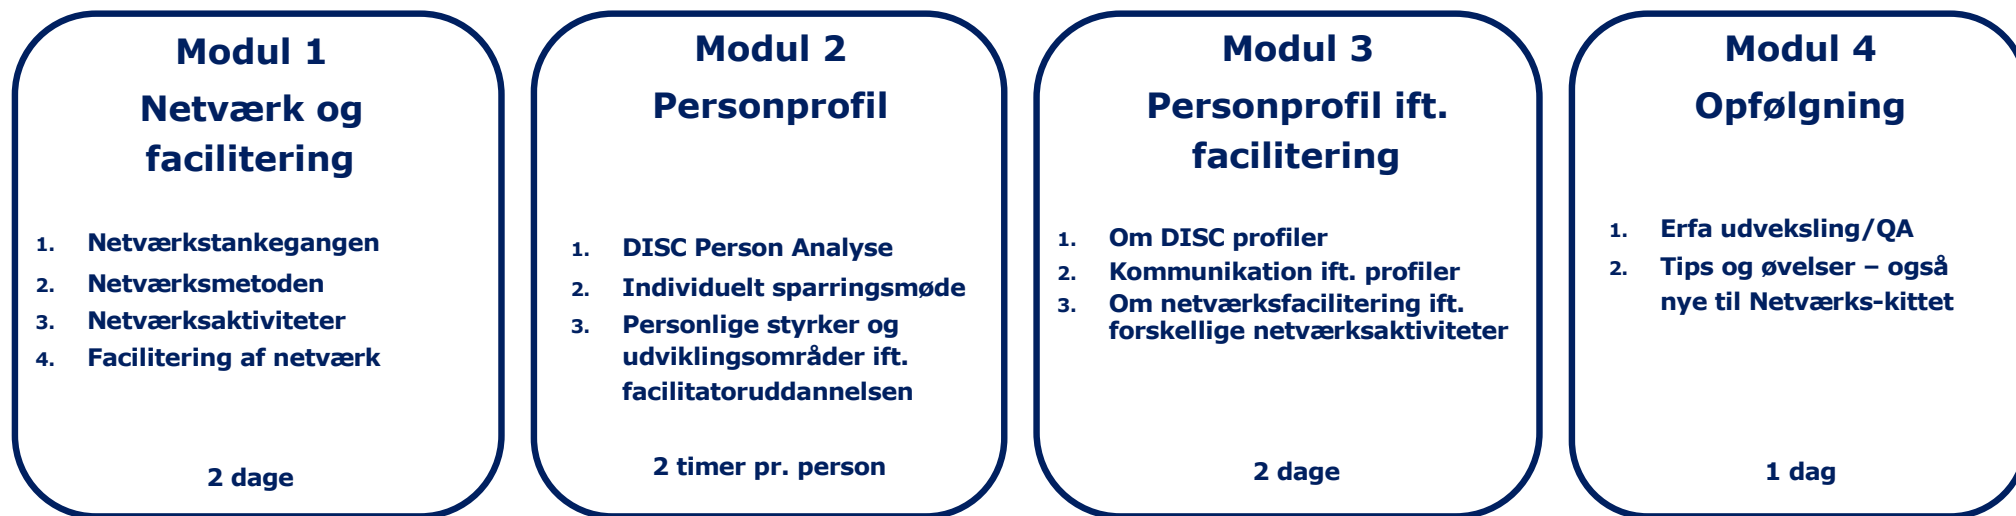 Modul 1
Netværk og
facilitering
1. Netværkstankegangen
2. Netværksmetoden
3. Netværksaktiviteter
4. Facilitering af netværk
2 dage
Modul 2
Personprofil
1. DISC Person Analyse
2. Individuelt sparringsmøde
3. Personlige styrker og
udviklingsområder ift.
facilitatoruddannelsen
2 timer pr. person
Modul 3
Personprofil ift.
facilitering
1. Om DISC profiler
2. Kommunikation ift. profiler
3. Om netværksfacilitering ift.
forskellige netværksaktiviteter
2 dage
Modul 4
Opfølgning
1. Erfa udveksling/QA
2. Tips og øvelser – også
nye til Netværks-kittet
1 dag